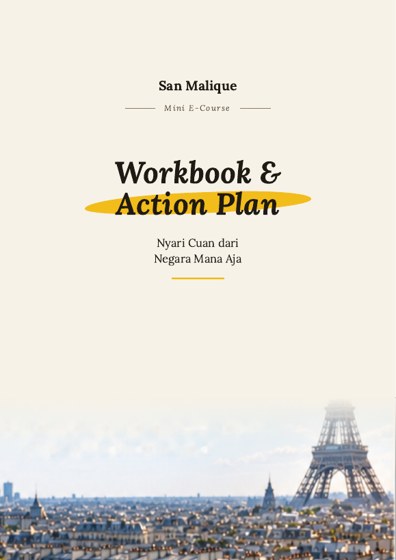 San Malique
Mini E-Course
Workbook &
Action Plan
Nyari Cuan dari
Negara Mana Aja